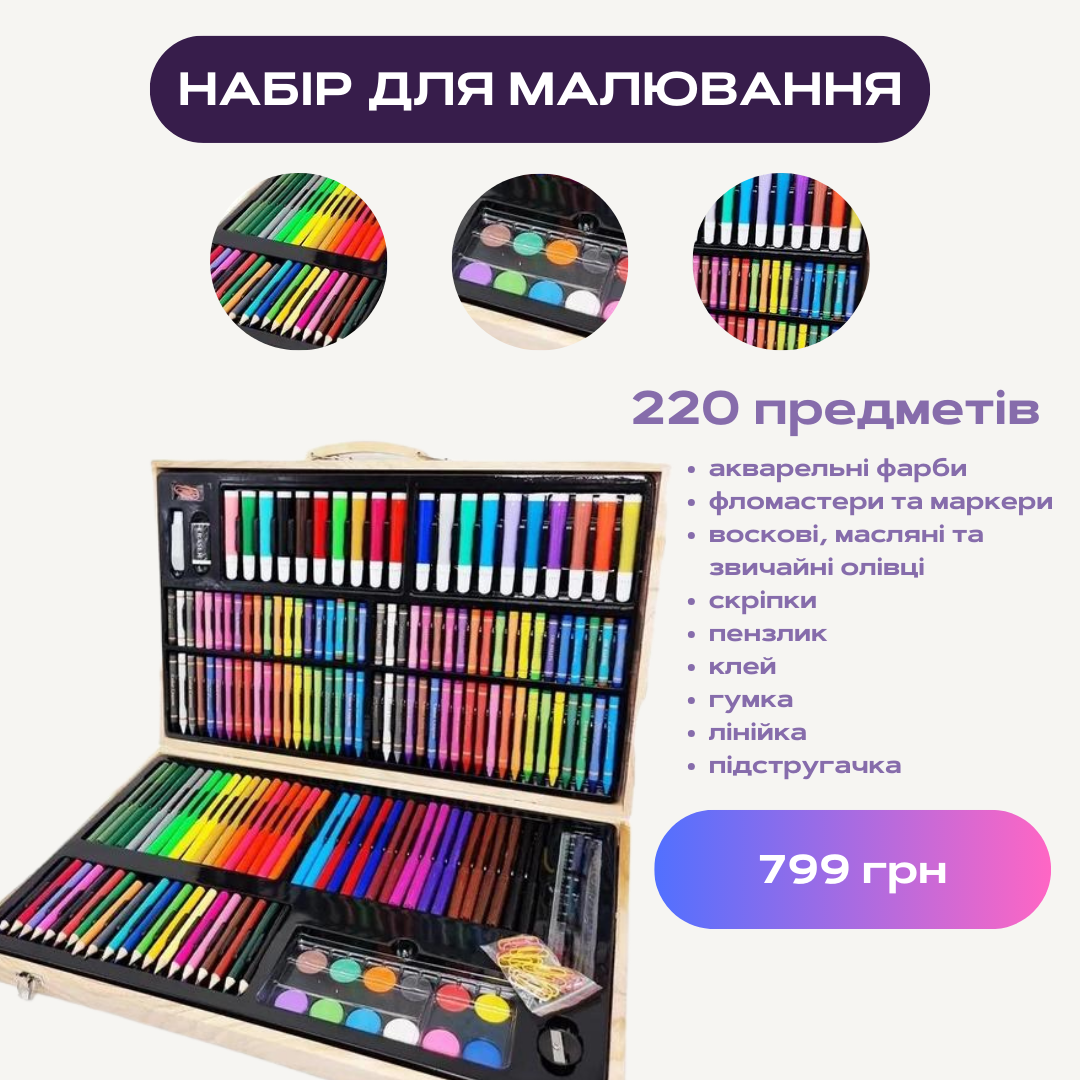 НАБІР ДЛЯ МАЛЮВАННЯ
220 предметів
• акварельні фарби
• фломастери та маркери
• воскові, масляні та
звичайні олівці
• скріпки
• пензлик
• клей
• гумка
• лінійка
• підстругачка
799 грн